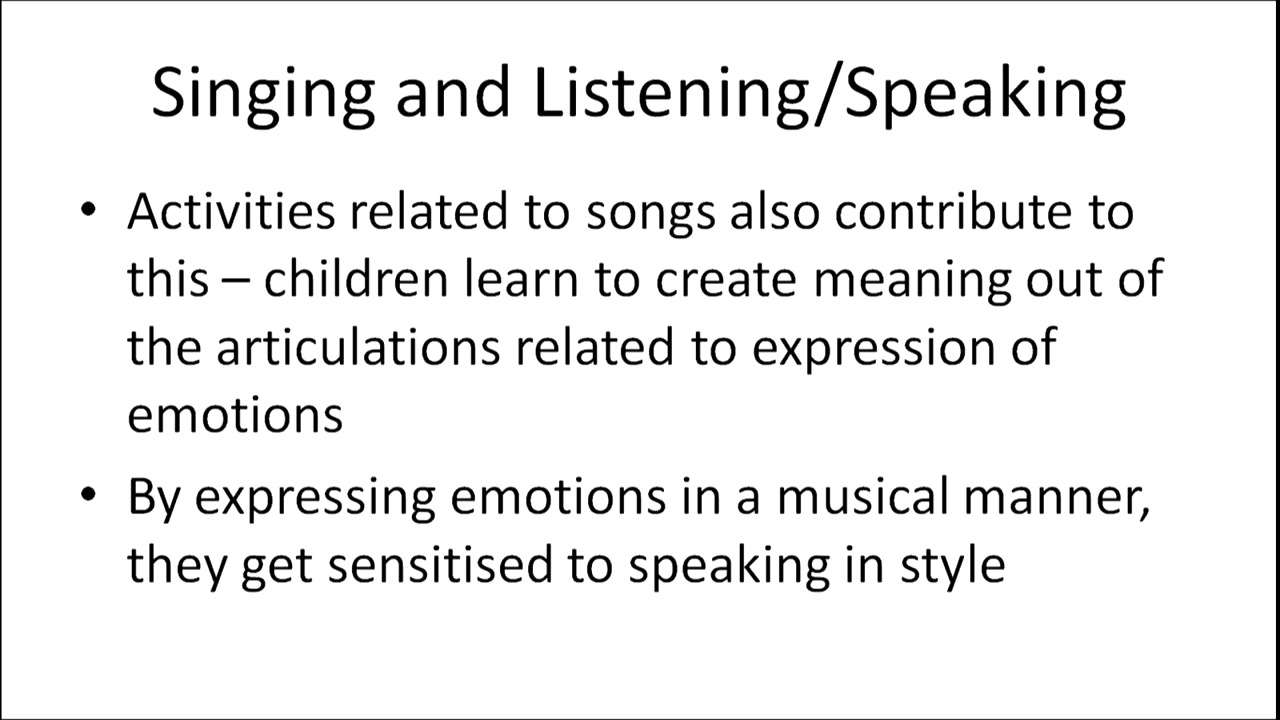 Singing and Listening/Speaking
• Activities related to songs also contribute to
this – children learn to create meaning out of
the articulations related to expression of
emotions
• By expressing emotions in a musical manner,
they get sensitised to speaking in style